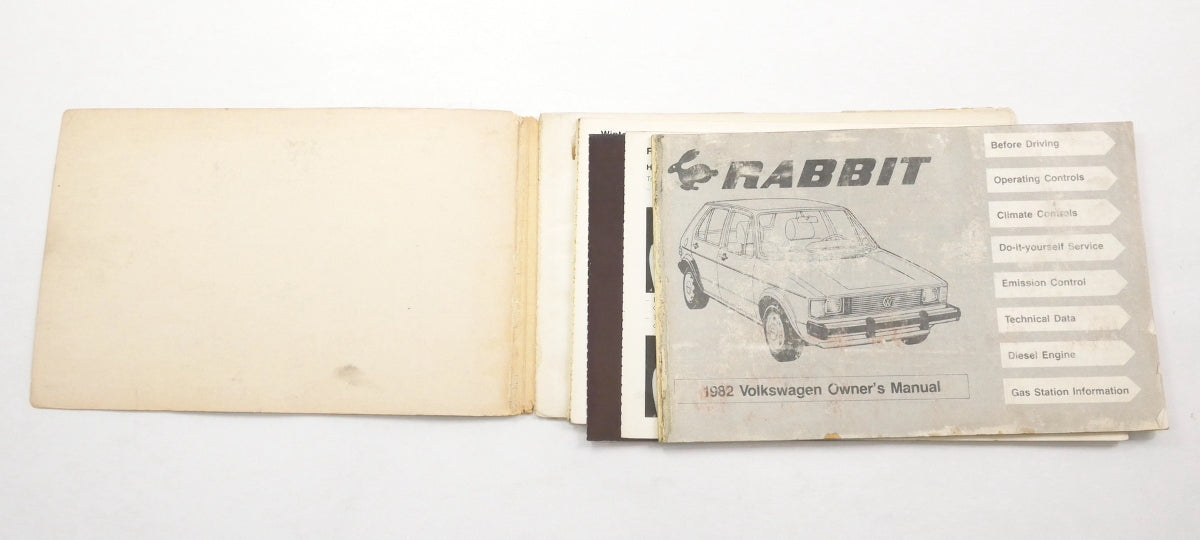 RABBIT
1982 Volkswagen Owner's Manual
Before Driving
Operating Controls
Climate Controls
Do-it-yourself Service
Emission Control
Technical Data
Diesel Engine
Gas Station Information